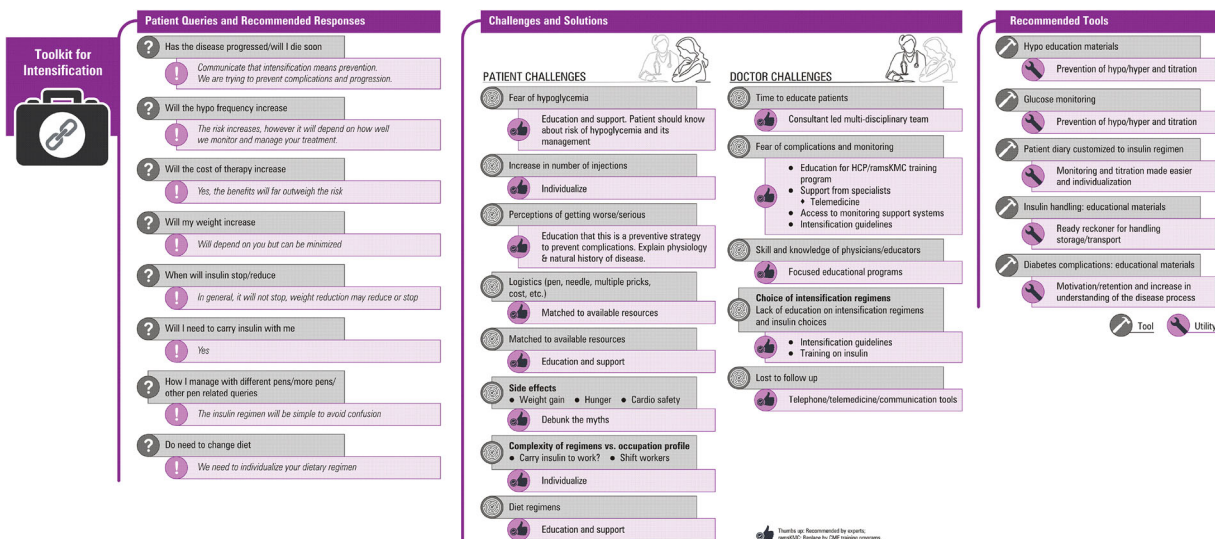 Toolkit for
Intensification
Patient Queries and Recommended Responses
Has the disease progressed/will I die soon
Communicate that intensification means prevention.
We are trying to prevent complications and progression.
Will the hypo frequency increase
The risk increases, however it will depend on how well
we monitor and manage your treatment.
Will the cost of therapy increase
Yes, the benefits will far outweigh the risk
Will my weight increase
Will depend on you but can be minimized
When will insulin stop/reduce
In general, it will not stop, weight reduction may reduce or stop
Will I need to carry insulin with me
Yes
How I manage with different pens/more pens/
other pen related queries
The insulin regimen will be simple to avoid confusion
Do need to change diet
We need to individualize your dietary regimen
Challenges and Solutions
PATIENT CHALLENGES
Fear of hypoglycemia
Education and support. Patient should know
about risk of hypoglycemia and its
management
Increase in number of injections
Individualize
Perceptions of getting worse/serious
Education that this is a preventive strategy
to prevent complications. Explain physiology
& natural history of disease.
Logistics (pen, needle, multiple pricks,
cost, etc.)
Matched to available resources
Matched to available resources
Education and support
Side effects
• Weight gain • Hunger • Cardio safety
Debunk the myths
Complexity of regimens vs. occupation profile
• Carry insulin to work? • Shift workers
Individualize
Diet regimens
Education and support
DOCTOR CHALLENGES
Time to educate patients
Consultant led multi-disciplinary team
Fear of complications and monitoring
• Education for HCP/ramsKMC training
program
• Support from specialists
♦ Telemedicine
• Access to monitoring support systems
• Intensification guidelines
Skill and knowledge of physicians/educators
Focused educational programs
Choice of intensification regimens
Lack of education on intensification regimens
and insulin choices
• Intensification guidelines
• Training on insulin
Lost to follow up
Telephone/telemedicine/communication tools
Thumbs up: Recommended by experts;
ramsKMC: Replace by CME training programs
Recommended Tools
Hypo education materials
Prevention of hypo/hyper and titration
Glucose monitoring
Prevention of hypo/hyper and titration
Patient diary customized to insulin regimen
Monitoring and titration made easier
and individualization
Insulin handling: educational materials
Ready reckoner for handling
storage/transport
Diabetes complications: educational materials
Motivation/retention and increase in
understanding of the disease process
Tool
Utility